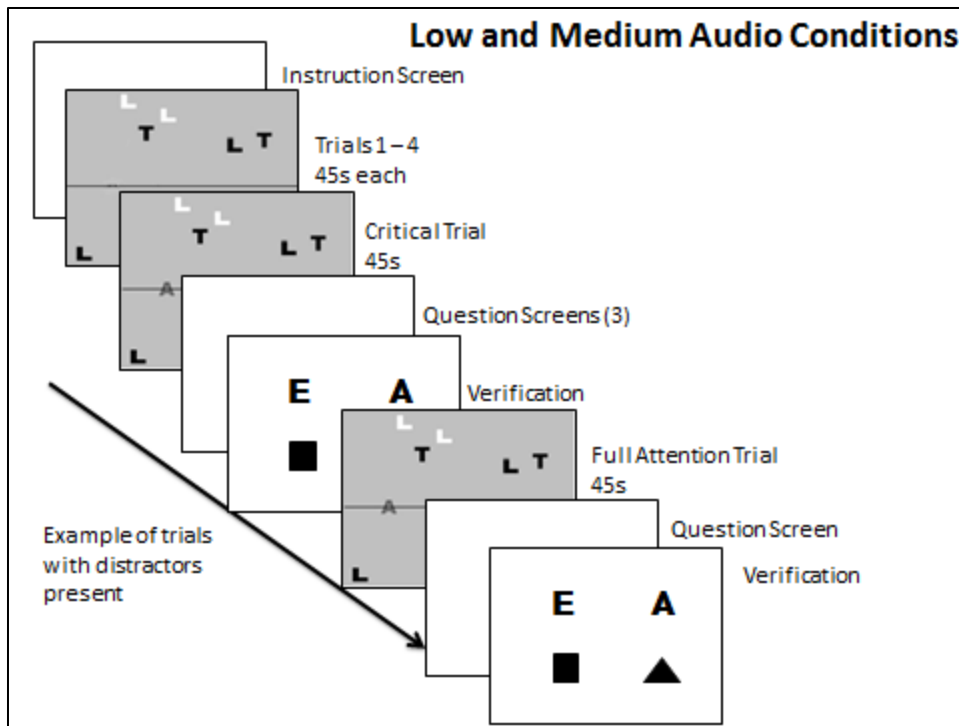 Low and Medium Audio Conditions
Instruction Screen
L
L
T
L T
Trials 1 – 4
45s each
L
L
L
T
L T
Critical Trial
45s
A
L
Question Screens (3)
E A
Verification
L
L
T
L T
Full Attention Trial
45s
A
L
Question Screen
Example of trials
with distractors
present
Verification
E A